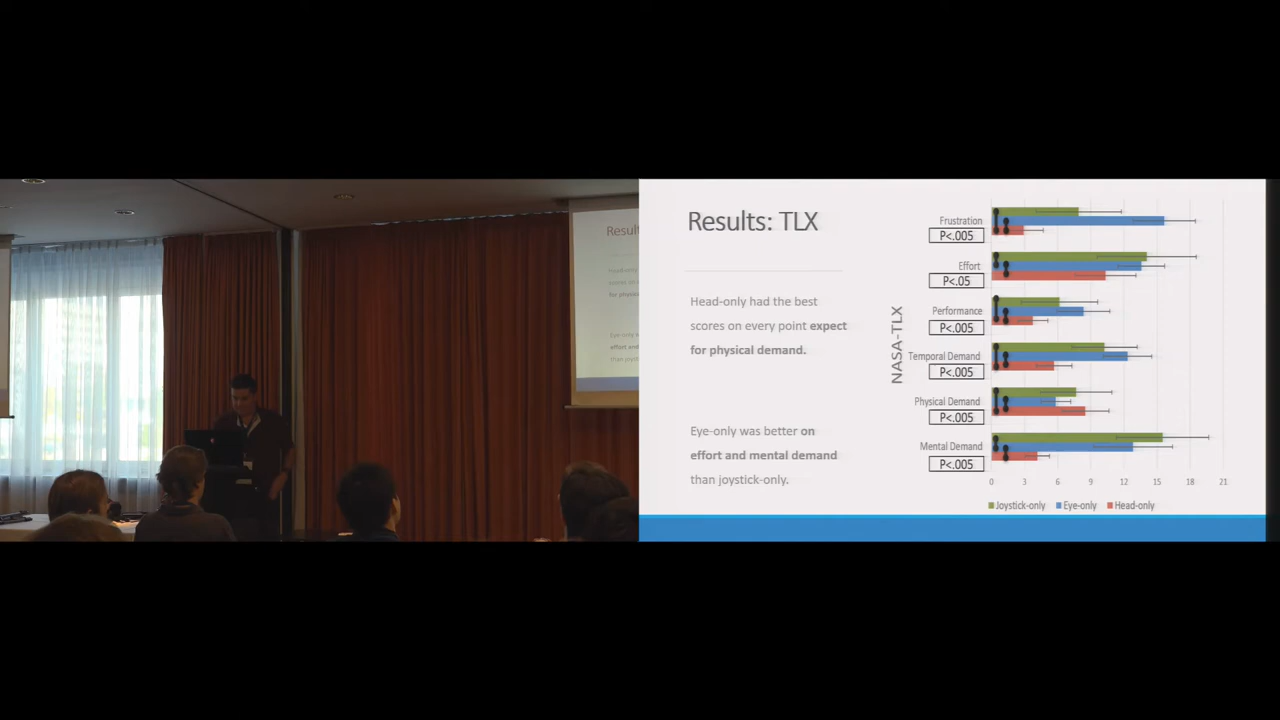 Results: TLX
Head-only had the best
scores on every point expect
for physical demand.
Eye-only was better on
effort and mental demand
than joystick-only.
NASA-TLX
Frustration
P<.005
Effort
P<.05
Performance
P<.005
Temporal Demand
P<.005
Physical Demand
P<.005
Mental Demand
P<.005
0 3 6 9 12 15 18 21
Joystick-only Eye-only Head-only